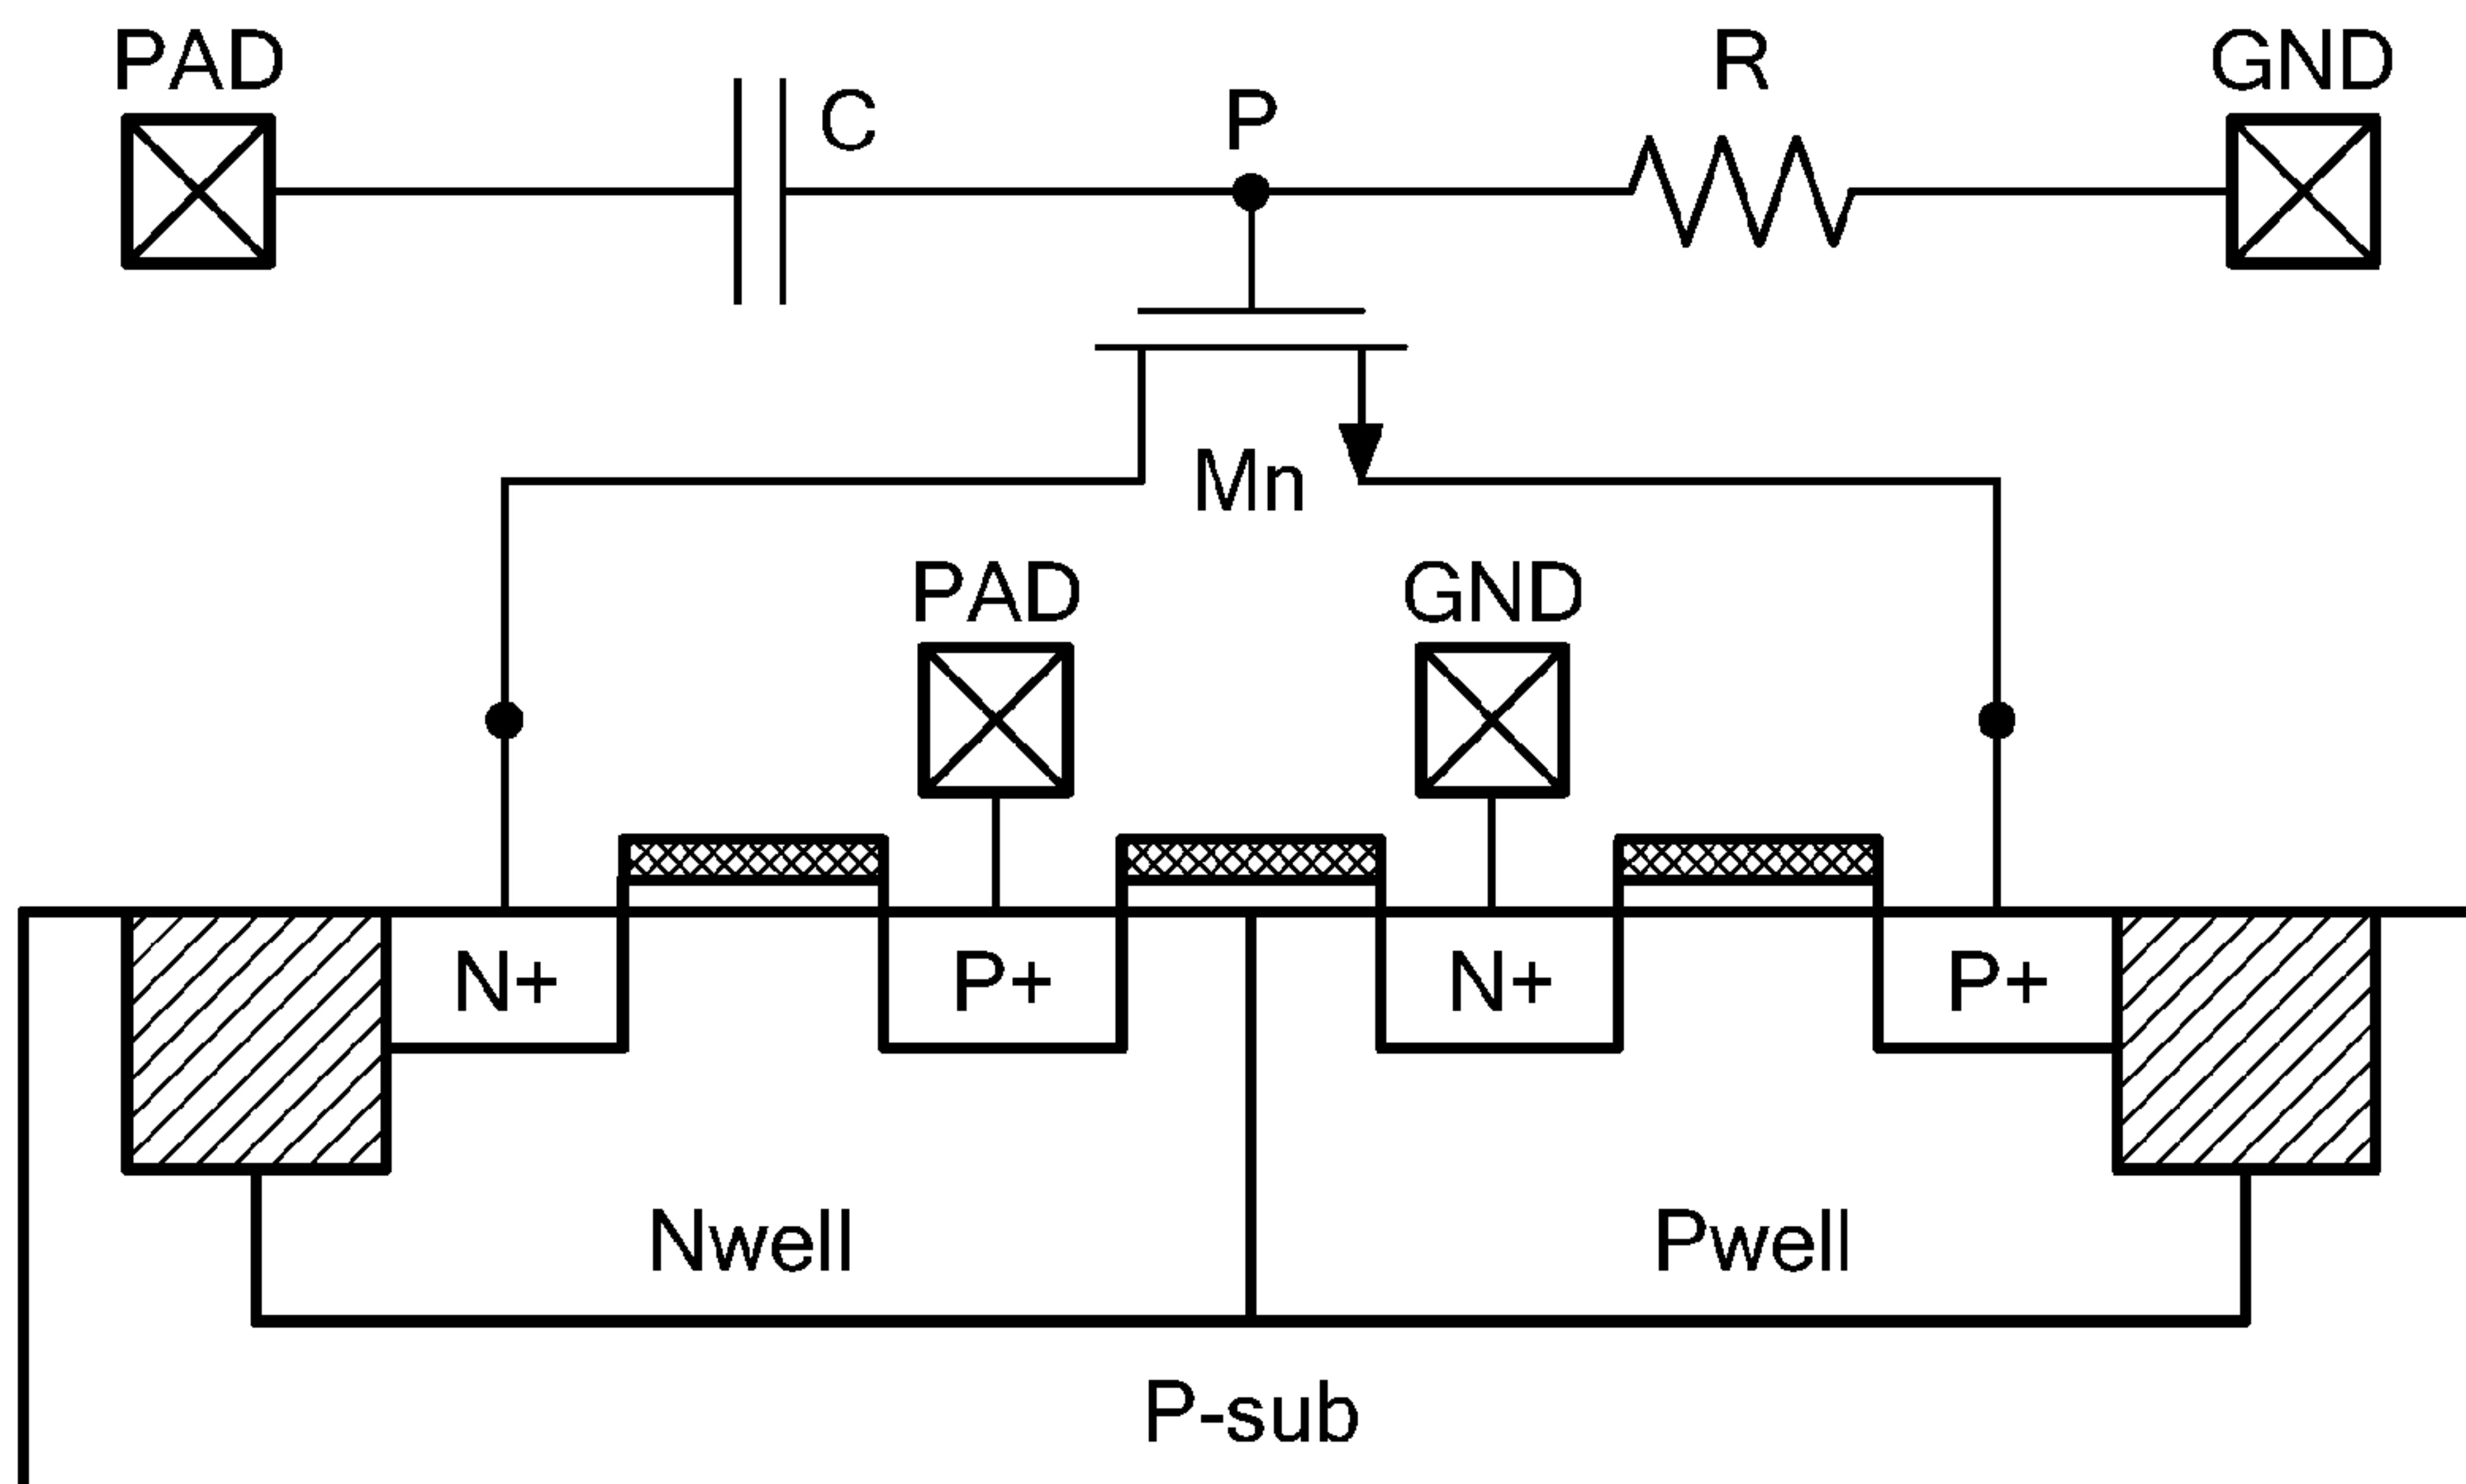 PAD
C
P
R
GND
Mn
PAD
GND
N+
P+
N+
P+
Nwell
Pwell
P-sub